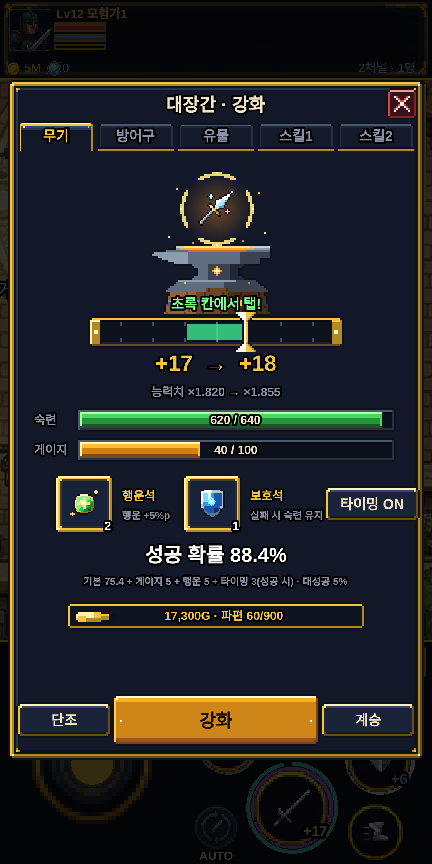 Lv12 모험가1
5M 0
2채널 · 1명
대장간 · 강화
무기 방어구 유물 스킬1 스킬2
초록 칸에서 탭!
+17 → +18
능력치 ×1.820 → ×1.855
숙련 620 / 640
게이지 40 / 100
행운석
행운 +5%p
2
보호석
실패 시 숙련 유지
1
타이밍 ON
성공 확률 88.4%
기본 75.4 + 게이지 5 + 행운 5 + 타이밍 3(성공 시) · 대성공 5%
17,300G · 파편 60/900
단조 강화 계승
+6
+17
AUTO